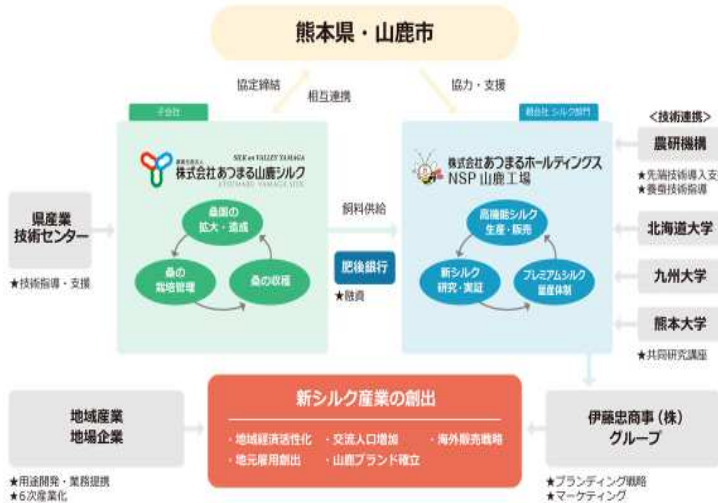 熊本県・山鹿市
協定締結
相互連携
協力・支援
子会社
親会社 シルク部門
<技術連携>
SILK on VALLEY YAMAGA
農業生産法人
株式会社あつまる山鹿シルク
ATSUMARU YAMAGA SILK
桑園の
拡大・造成
桑の
栽培管理
桑の収穫
飼料供給
肥後銀行
★融資
株式会社あつまるホールディングス
NSP 山鹿工場
高機能シルク
生産・販売
新シルク
研究・実証
プレミアムシルク
量産体制
農研機構
★先端技術導入支
★養蚕技術指導
北海道大学
九州大学
熊本大学
★共同研究講座
県産業
技術センター
★技術指導・支援
地域産業
地場企業
★用途開発・業務提携
★6次産業化
新シルク産業の創出
・地域経済活性化 ・交流人口増加 ・海外販売戦略
・地元雇用創出 ・山鹿ブランド確立
伊藤忠商事(株)
グループ
★ブランディング戦略
★マーケティング